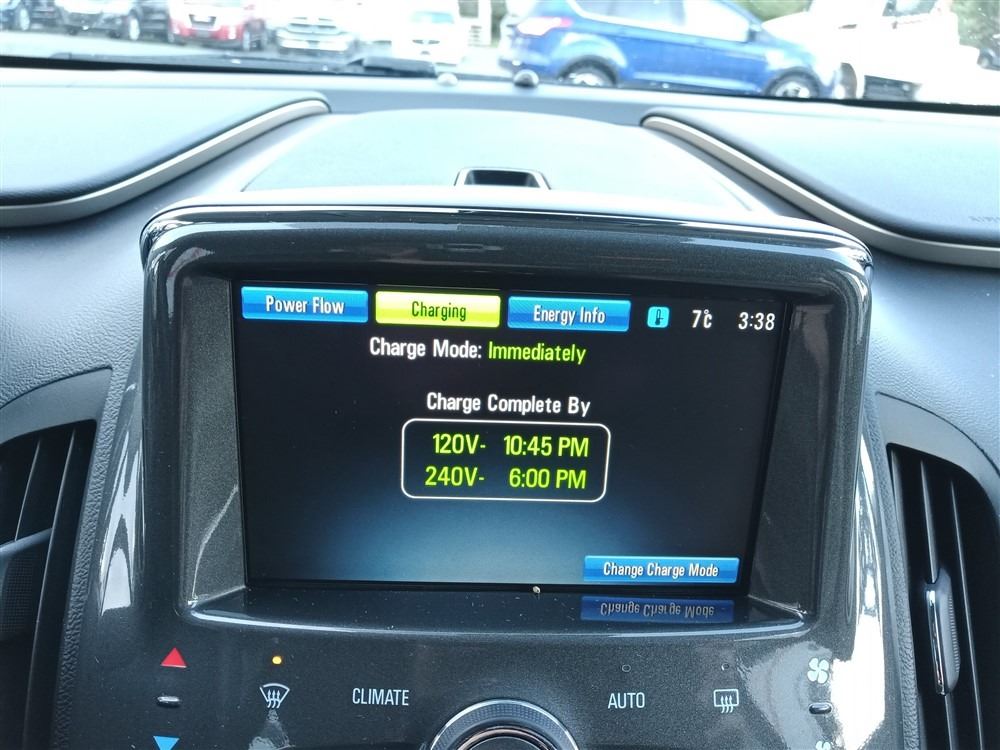 Power Flow Charging Energy Info 7°C 3:38
Charge Mode: Immediately
Charge Complete By
120V- 10:45 PM
240V- 6:00 PM
Change Charge Mode
CLIMATE AUTO